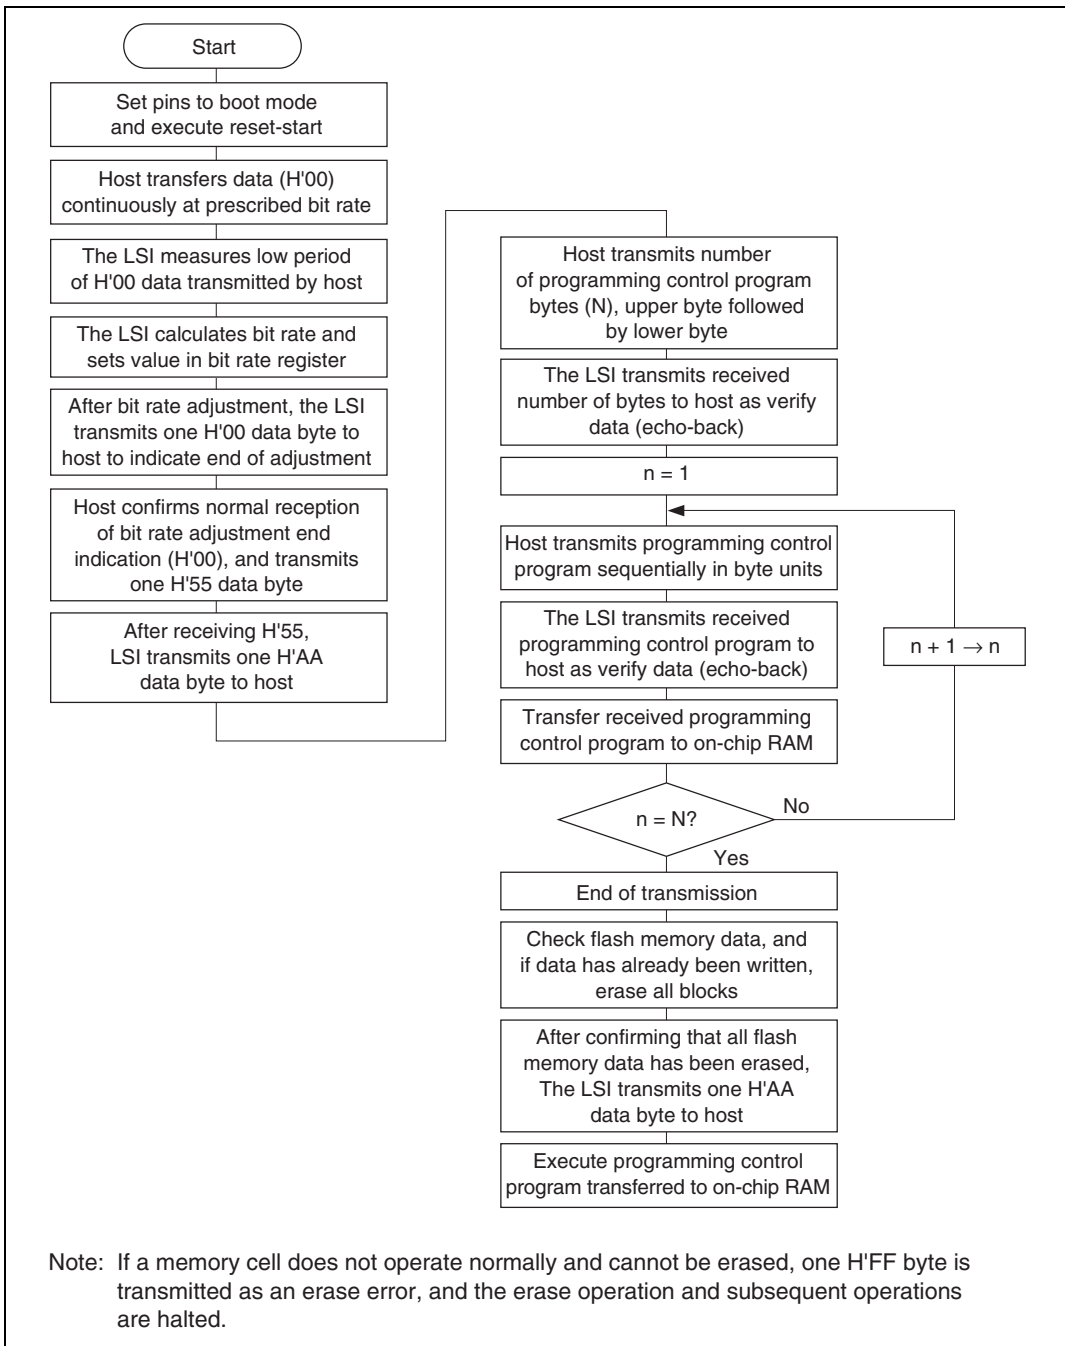 Start
Set pins to boot mode
and execute reset-start
Host transfers data (H'00)
continuously at prescribed bit rate
The LSI measures low period
of H'00 data transmitted by host
The LSI calculates bit rate and
sets value in bit rate register
After bit rate adjustment, the LSI
transmits one H'00 data byte to
host to indicate end of adjustment
Host confirms normal reception
of bit rate adjustment end
indication (H'00), and transmits
one H'55 data byte
After receiving H'55,
LSI transmits one H'AA
data byte to host
Host transmits number
of programming control program
bytes (N), upper byte followed
by lower byte
The LSI transmits received
number of bytes to host as verify
data (echo-back)
n = 1
Host transmits programming control
program sequentially in byte units
The LSI transmits received
programming control program to
host as verify data (echo-back)
n + 1 → n
Transfer received programming
control program to on-chip RAM
n = N?
No
Yes
End of transmission
Check flash memory data, and
if data has already been written,
erase all blocks
After confirming that all flash
memory data has been erased,
The LSI transmits one H'AA
data byte to host
Execute programming control
program transferred to on-chip RAM
Note: If a memory cell does not operate normally and cannot be erased, one H'FF byte is
transmitted as an erase error, and the erase operation and subsequent operations
are halted.